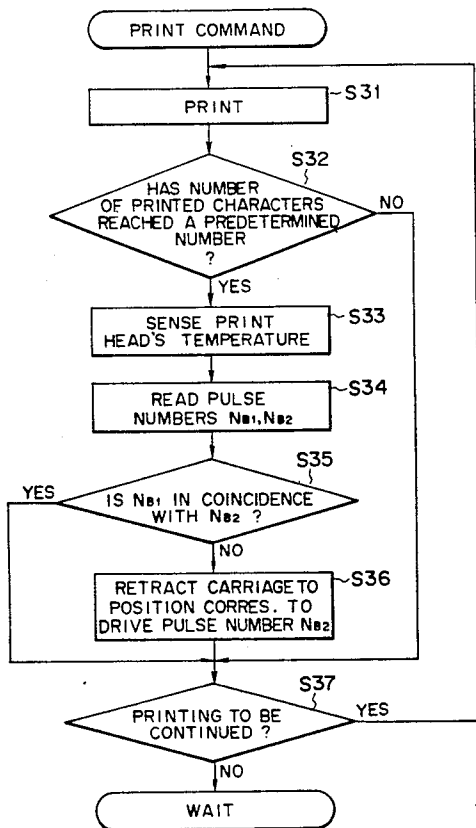 PRINT COMMAND
S31
PRINT
S32
HAS NUMBER
OF PRINTED CHARACTERS
REACHED A PREDETERMINED
NUMBER
?
NO
YES
S33
SENSE PRINT
HEAD'S TEMPERATURE
S34
READ PULSE
NUMBERS NB1, NB2
S35
YES
IS NB1 IN COINCIDENCE
WITH NB2 ?
NO
S36
RETRACT CARRIAGE TO
POSITION CORRES. TO
DRIVE PULSE NUMBER NB2
S37
PRINTING TO BE
CONTINUED ?
YES
NO
WAIT